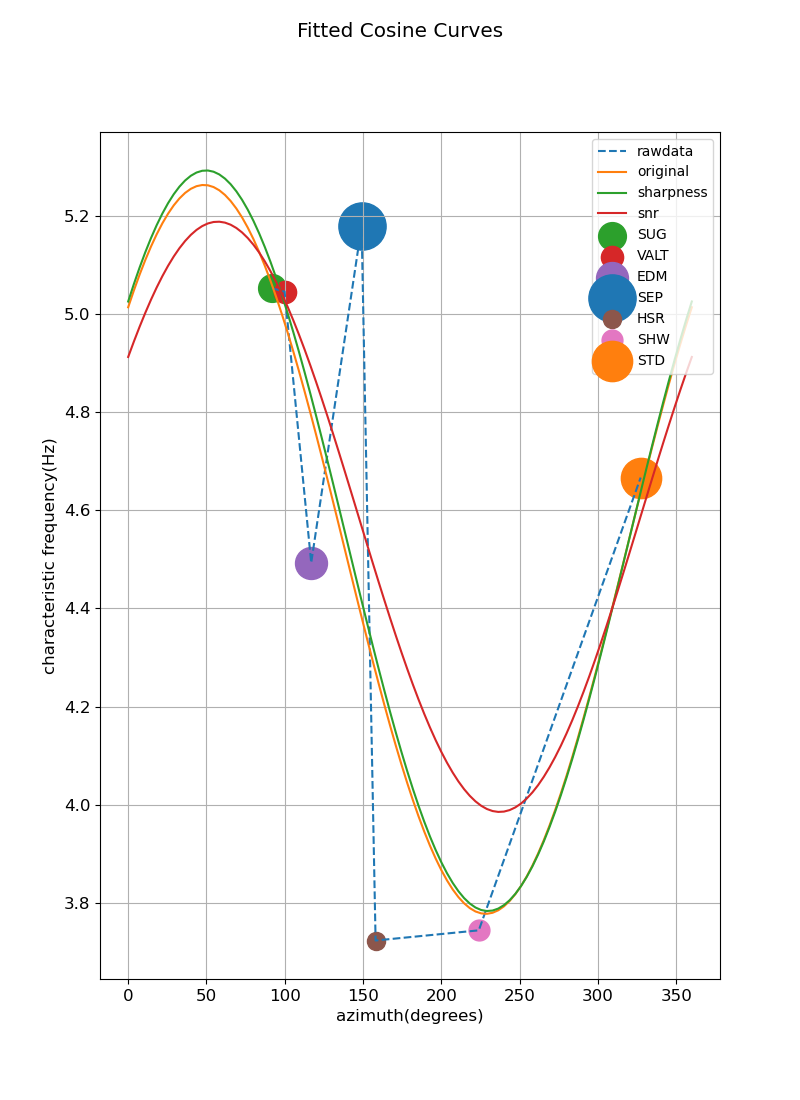 Fitted Cosine Curves
characteristic frequency(Hz)
5.2
5.0
4.8
4.6
4.4
4.2
4.0
3.8
rawdata
original
sharpness
snr
SUG
VALT
EDM
SEP
HSR
SHW
STD
0 50 100 150 200 250 300 350
azimuth(degrees)